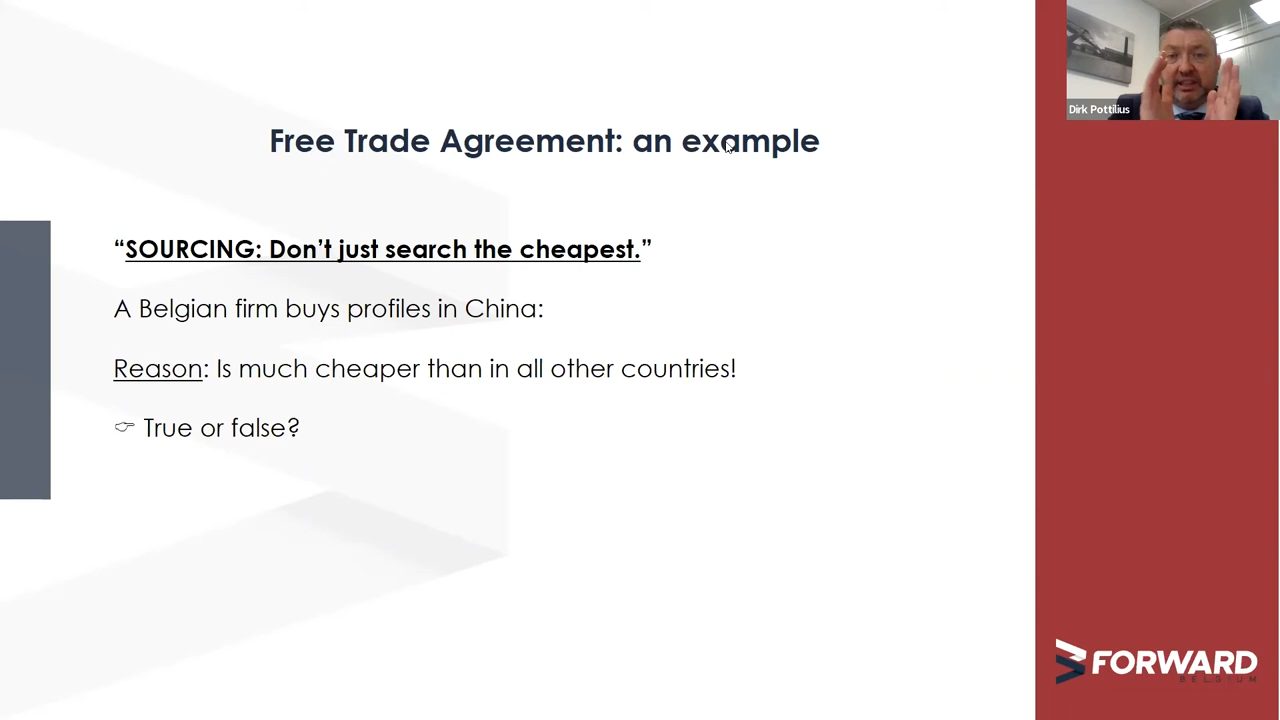 Dirk Pottilius
Free Trade Agreement: an example
“SOURCING: Don’t just search the cheapest.”
A Belgian firm buys profiles in China:
Reason: Is much cheaper than in all other countries!
☞ True or false?
FORWARD
BELGIUM